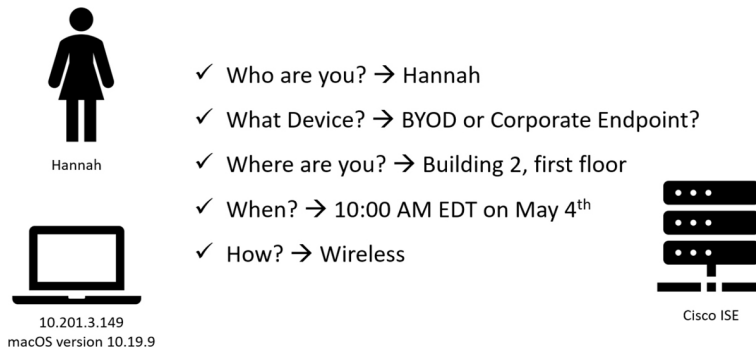 ✓ Who are you? → Hannah
✓ What Device? → BYOD or Corporate Endpoint?
✓ Where are you? → Building 2, first floor
✓ When? → 10:00 AM EDT on May 4th
✓ How? → Wireless
Hannah
10.201.3.149
macOS version 10.19.9
Cisco ISE